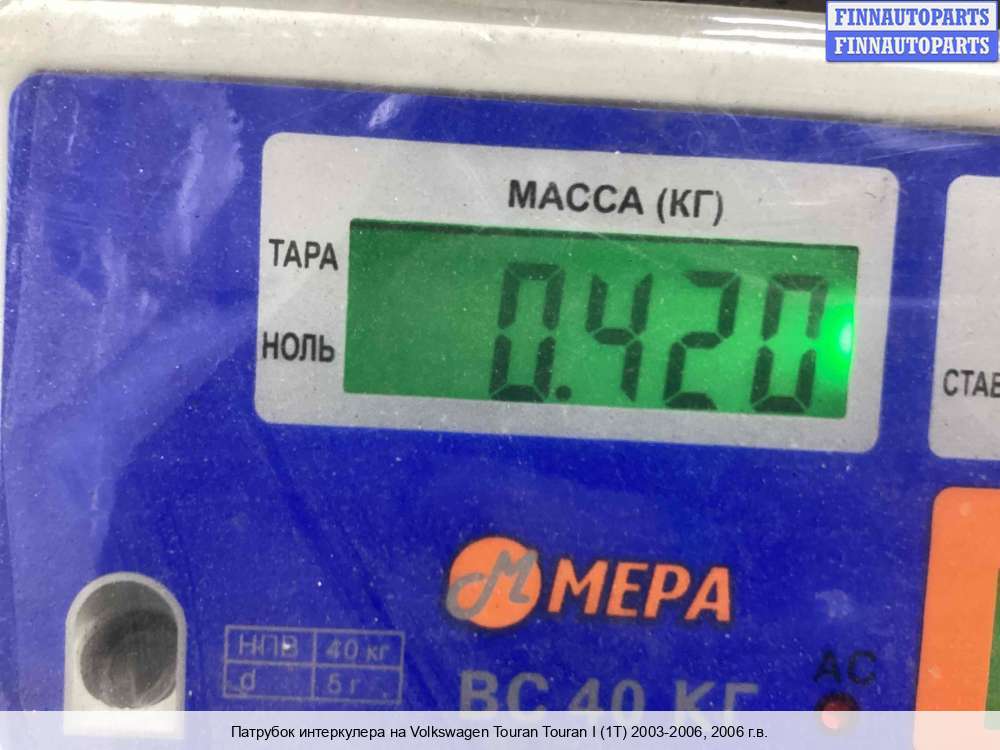 FINNAUTOPARTS
FINNAUTOPARTS
МАССА (КГ)
ТАРА
0.420
НОЛЬ
МЕРА
НПВ 40 кг
d 5 г
ВС 40 КГ
АС
Патрубок интеркулера на Volkswagen Touran Touran I (1T) 2003-2006, 2006 г.в.